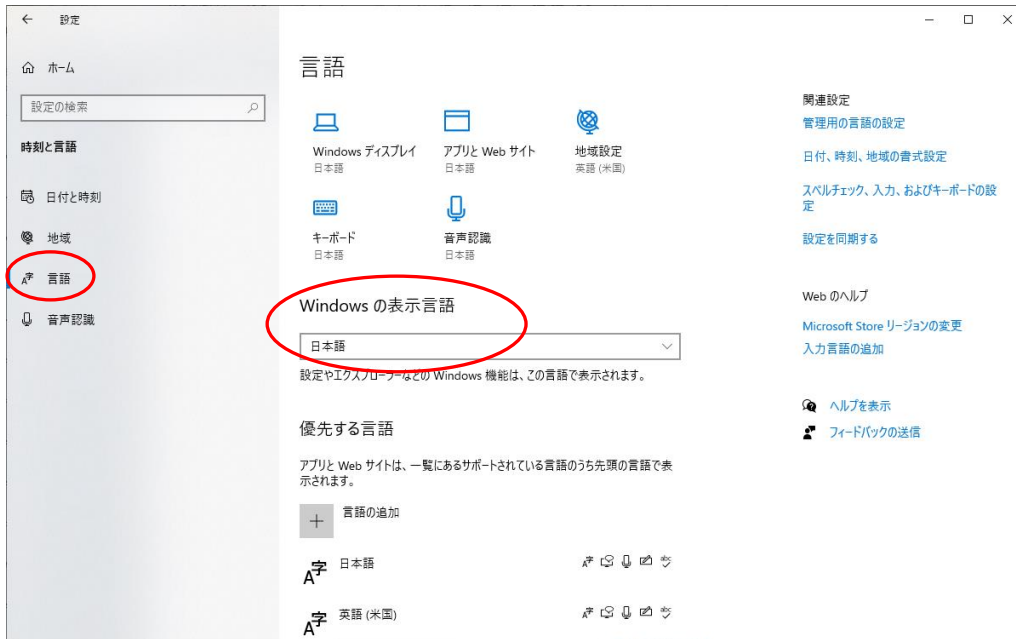 設定
ホーム
設定の検索
時刻と言語
日付と時刻
地域
言語
音声認識
言語
Windows ディスプレイ
日本語
アプリと Web サイト
日本語
地域設定
英語 (米国)
キーボード
日本語
音声認識
日本語
Windows の表示言語
日本語
設定やエクスプローラーなどの Windows 機能は、この言語で表示されます。
優先する言語
アプリと Web サイトは、一覧にあるサポートされている言語のうち先頭の言語で表
示されます。
言語の追加
日本語
英語 (米国)
関連設定
管理用の言語の設定
日付、時刻、地域の書式設定
スペルチェック、入力、およびキーボードの設
定
設定を同期する
Web のヘルプ
Microsoft Store リージョンの変更
入力言語の追加
ヘルプを表示
フィードバックの送信